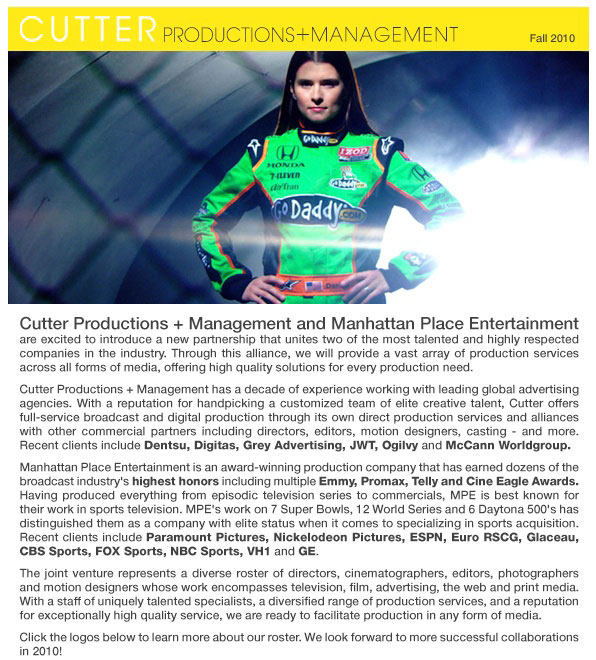 CUTTER PRODUCTIONS+MANAGEMENT Fall 2010
IZOD
HONDA
Go Daddy
7-ELEVEN
Go Daddy.COM
Cutter Productions + Management and Manhattan Place Entertainment
are excited to introduce a new partnership that unites two of the most talented and highly respected
companies in the industry. Through this alliance, we will provide a vast array of production services
across all forms of media, offering high quality solutions for every production need.
Cutter Productions + Management has a decade of experience working with leading global advertising
agencies. With a reputation for handpicking a customized team of elite creative talent, Cutter offers
full-service broadcast and digital production through its own direct production services and alliances
with other commercial partners including directors, editors, motion designers, casting - and more.
Recent clients include Dentsu, Digitas, Grey Advertising, JWT, Ogilvy and McCann Worldgroup.
Manhattan Place Entertainment is an award-winning production company that has earned dozens of the
broadcast industry's highest honors including multiple Emmy, Promax, Telly and Cine Eagle Awards.
Having produced everything from episodic television series to commercials, MPE is best known for
their work in sports television. MPE's work on 7 Super Bowls, 12 World Series and 6 Daytona 500's has
distinguished them as a company with elite status when it comes to specializing in sports acquisition.
Recent clients include Paramount Pictures, Nickelodeon Pictures, ESPN, Euro RSCG, Glaceau,
CBS Sports, FOX Sports, NBC Sports, VH1 and GE.
The joint venture represents a diverse roster of directors, cinematographers, editors, photographers
and motion designers whose work encompasses television, film, advertising, the web and print media.
With a staff of uniquely talented specialists, a diversified range of production services, and a reputation
for exceptionally high quality service, we are ready to facilitate production in any form of media.
Click the logos below to learn more about our roster. We look forward to more successful collaborations
in 2010!